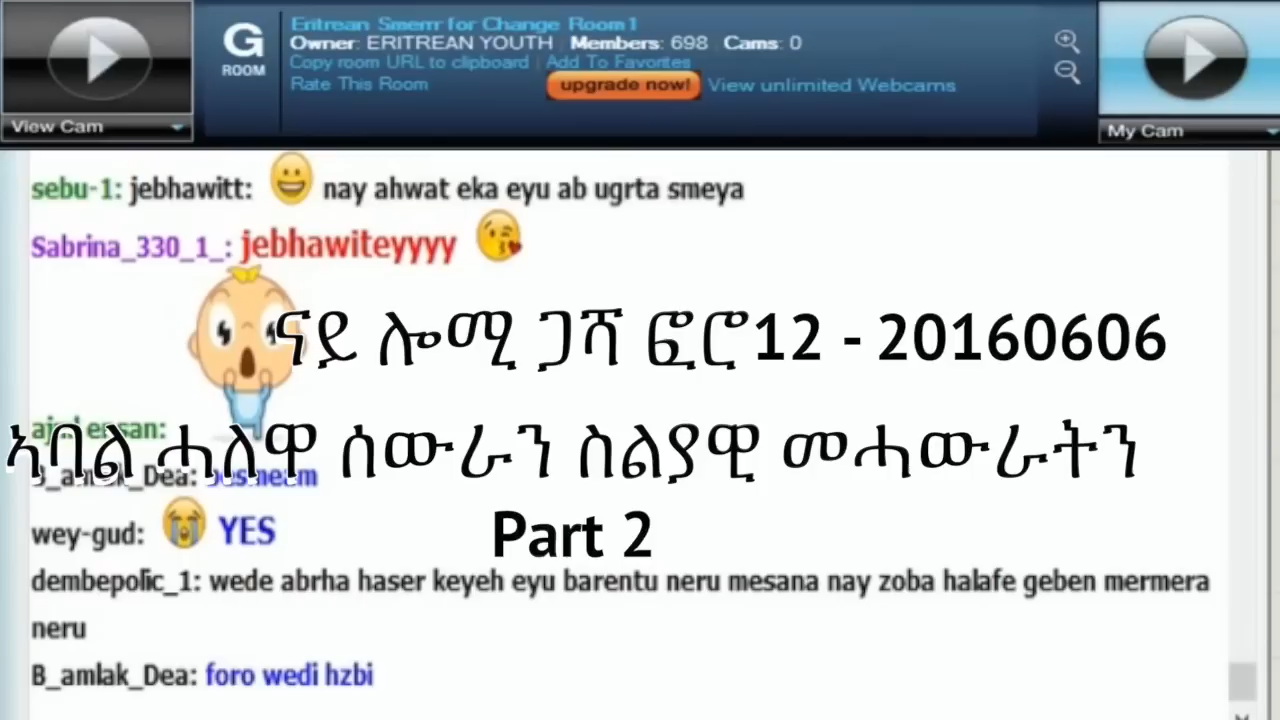 Eritrean Smerrr for Change Room1
G Owner: ERITREAN YOUTH Members: 698 Cams: 0
ROOM Copy room URL to clipboard | Add To Favorites
Rate This Room upgrade now! View unlimited Webcams
View Cam My Cam
sebu-1: jebhawitt: nay ahwat eka eyu ab ugrta smeya
Sabrina_330_1_: jebhawiteyyyy
ናይ ሎሚ ጋሻ ፎሮ12 - 20160606
ኣባል ሓለዋ ሰውራን ስልያዊ መሓውራትን
B_amlak_Dea:
wey-gud: YES
Part 2
dembepolic_1: wede abrha haser keyeh eyu barentu neru mesana nay zoba halafe geben mermera
neru
B_amlak_Dea: foro wedi hzbi